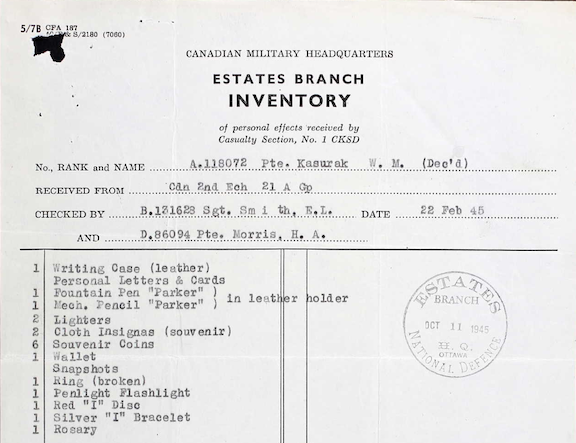 5/7B CFA 187
S/2180 (7060)
CANADIAN MILITARY HEADQUARTERS
ESTATES BRANCH
INVENTORY
of personal effects received by
Casualty Section, No. 1 CKSD
No., RANK and NAME A.118072 Pte. Kasurak W. M. (Dec'd)
RECEIVED FROM Cdn 2nd Ech 21 A Gp
CHECKED BY B.131628 Sgt. Smith, E.L. DATE 22 Feb 45
AND D.86094 Pte. Morris, H. A.
1 Writing Case (leather)
Personal Letters & Cards
1 Fountain Pen "Parker" )
1 Mech. Pencil "Parker" ) in leather holder
2 Lighters
2 Cloth Insignas (souvenir)
6 Souvenir Coins
1 Wallet
Snapshots
1 Ring (broken)
1 Penlight Flashlight
1 Red "I" Disc
1 Silver "I" Bracelet
1 Rosary
ESTATES
BRANCH
OCT 11 1945
H.Q.
OTTAWA
NATIONAL DEFENCE